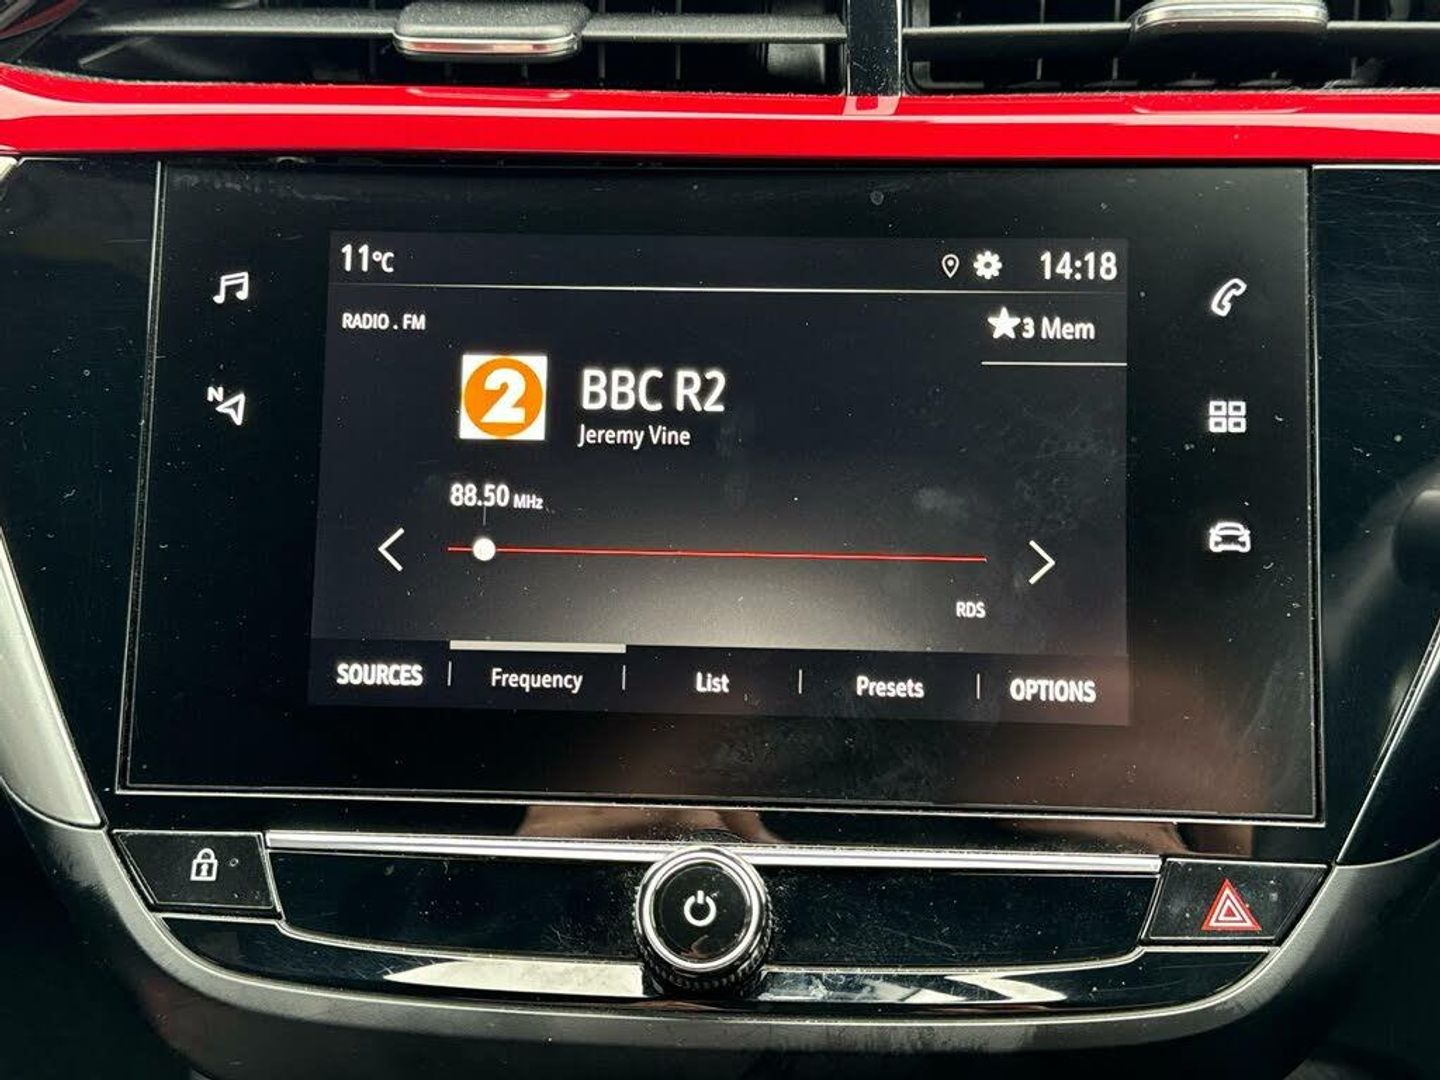 11°C 14:18
RADIO . FM
3 Mem
2
BBC R2
Jeremy Vine
N
88.50 MHz
RDS
SOURCES Frequency List Presets OPTIONS